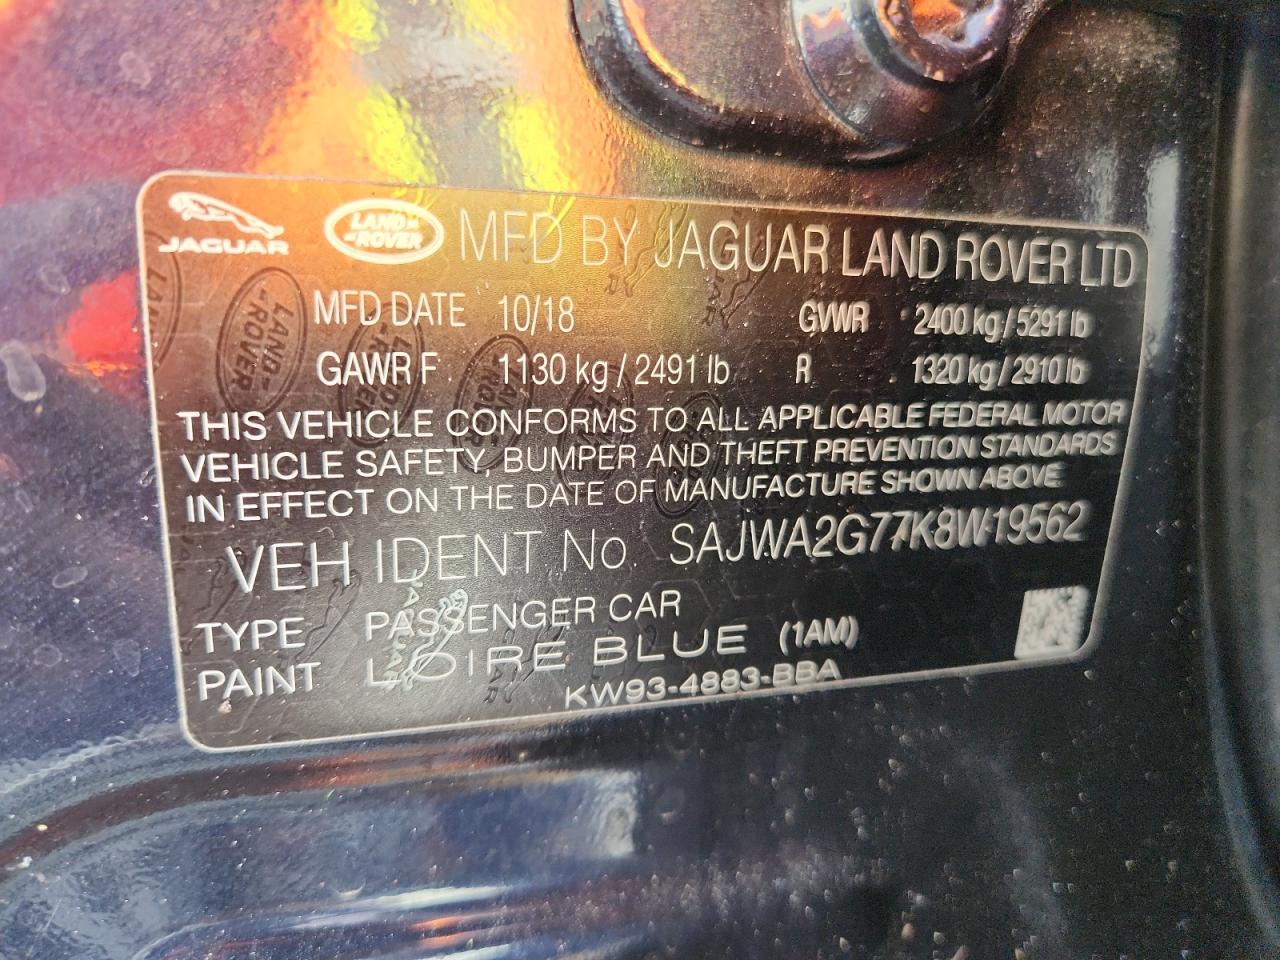 JAGUAR LAND ROVER MFD BY JAGUAR LAND ROVER LTD
MFD DATE 10/18 GVWR 2400 kg / 5291 lb
GAWR F 1130 kg / 2491 lb R 1320 kg / 2910 lb
THIS VEHICLE CONFORMS TO ALL APPLICABLE FEDERAL MOTOR
VEHICLE SAFETY, BUMPER AND THEFT PREVENTION STANDARDS
IN EFFECT ON THE DATE OF MANUFACTURE SHOWN ABOVE
VEH IDENT No SAJWA2G77K8W19562
TYPE PASSENGER CAR
PAINT LOIRE BLUE (1AM)
KW93-4883-BBA